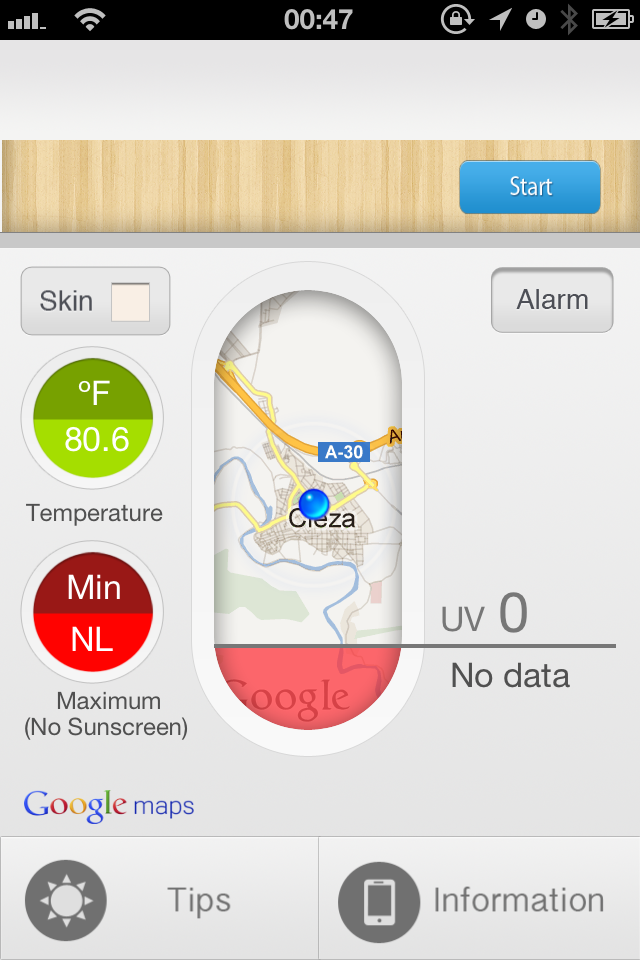 00:47
Start
Skin
Alarm
°F
80.6
Temperature
A-30
Cieza
Min
NL
Maximum
(No Sunscreen)
UV 0
No data
Google
Google maps
Tips
Information